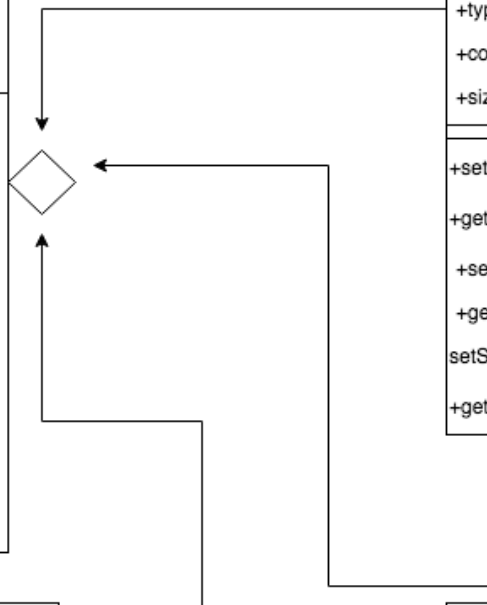 +typ
+co
+siz
+set
+get
+se
+ge
setS
+get